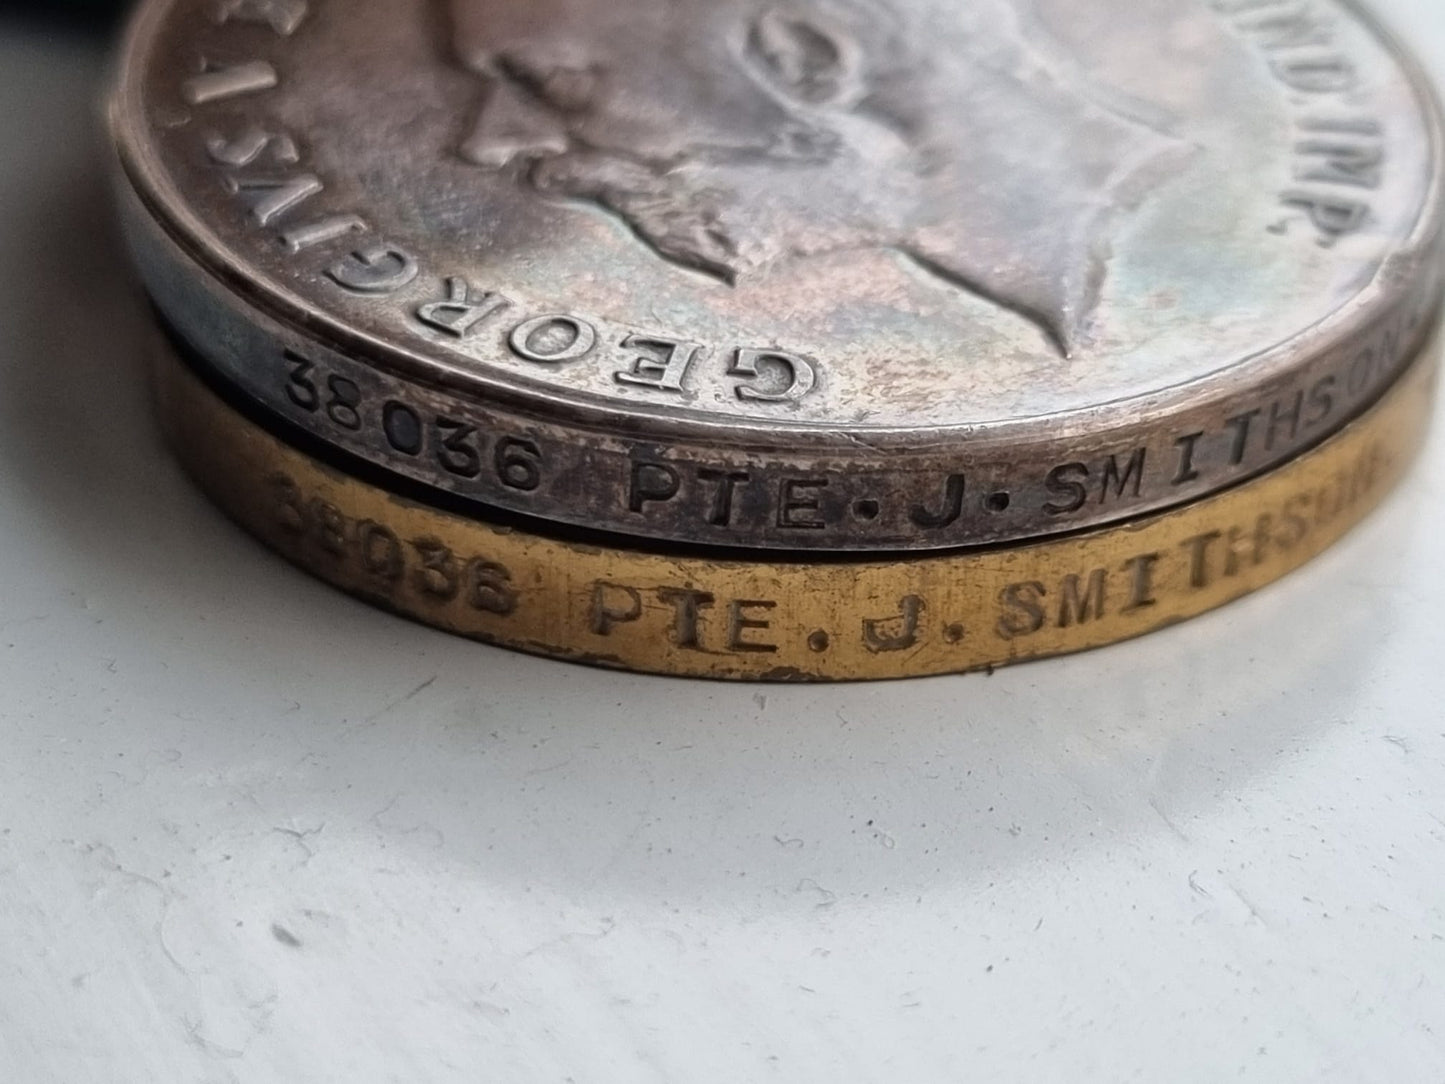 GEORGIVS V
IND: IMP:
38036 PTE. J. SMITHSON.
38036 PTE. J. SMITHSON.